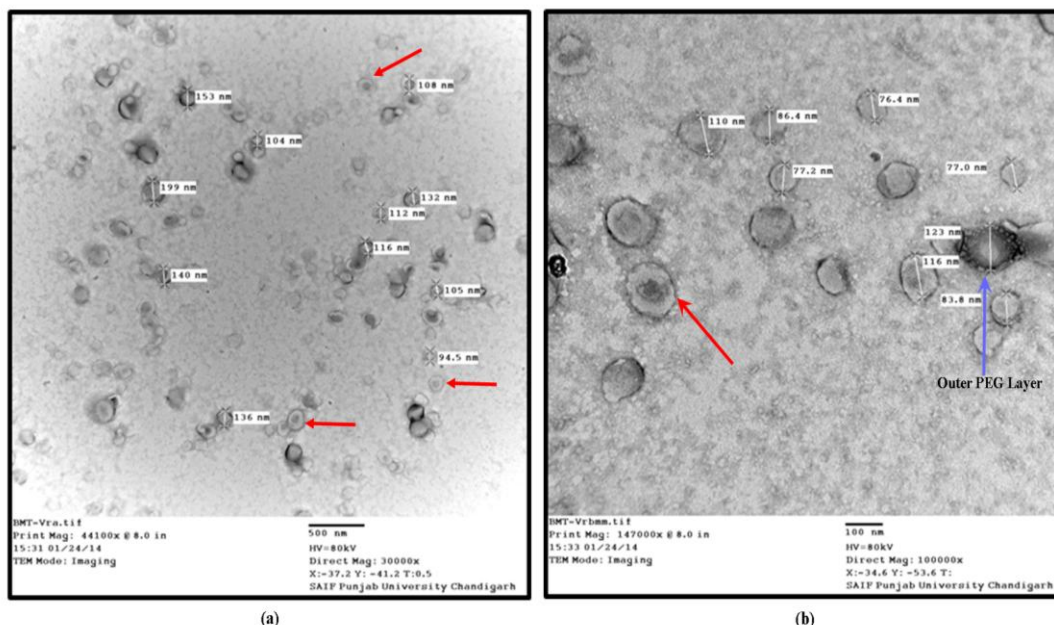 108 nm
153 nm
104 nm
199 nm
132 nm
112 nm
116 nm
140 nm
105 nm
94.5 nm
136 nm
BMT-Vra.tif
Print Mag: 44100x @ 8.0 in
15:31 01/24/14
TEM Mode: Imaging
500 nm
HV=80kV
Direct Mag: 30000x
X:-37.2 Y: -41.2 T:0.5
SAIF Punjab University Chandigarh
(a)
76.4 nm
86.4 nm
110 nm
77.2 nm
77.0 nm
123 nm
116 nm
83.8 nm
Outer PEG Layer
BMT-Vrbmm.tif
Print Mag: 147000x @ 8.0 in
15:33 01/24/14
TEM Mode: Imaging
100 nm
HV=80kV
Direct Mag: 100000x
X:-34.6 Y: -53.6 T:
SAIF Punjab University Chandigarh
(b)